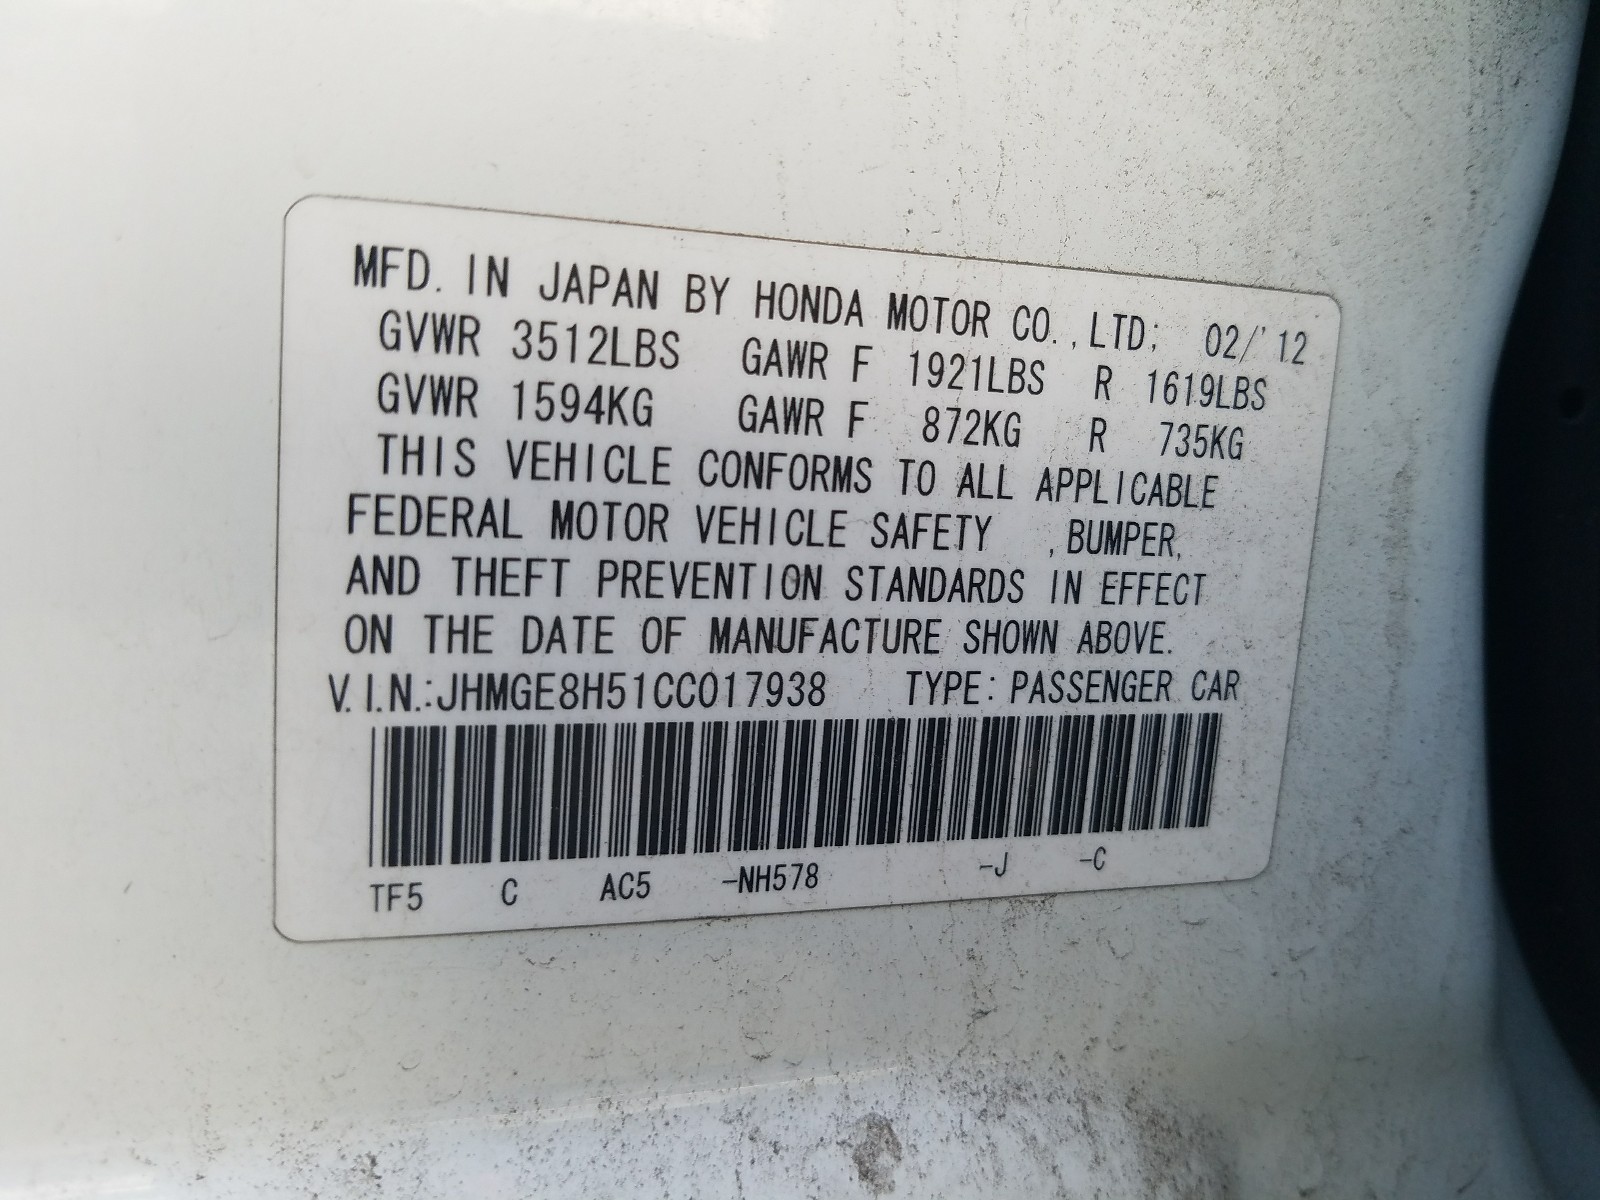 MFD. IN JAPAN BY HONDA MOTOR CO.,LTD; 02/'12
GVWR 3512LBS GAWR F 1921LBS R 1619LBS
GVWR 1594KG GAWR F 872KG R 735KG
THIS VEHICLE CONFORMS TO ALL APPLICABLE
FEDERAL MOTOR VEHICLE SAFETY ,BUMPER,
AND THEFT PREVENTION STANDARDS IN EFFECT
ON THE DATE OF MANUFACTURE SHOWN ABOVE.
V.I.N.:JHMGE8H51CC017938 TYPE: PASSENGER CAR
TF5 C AC5 -NH578 -J -C